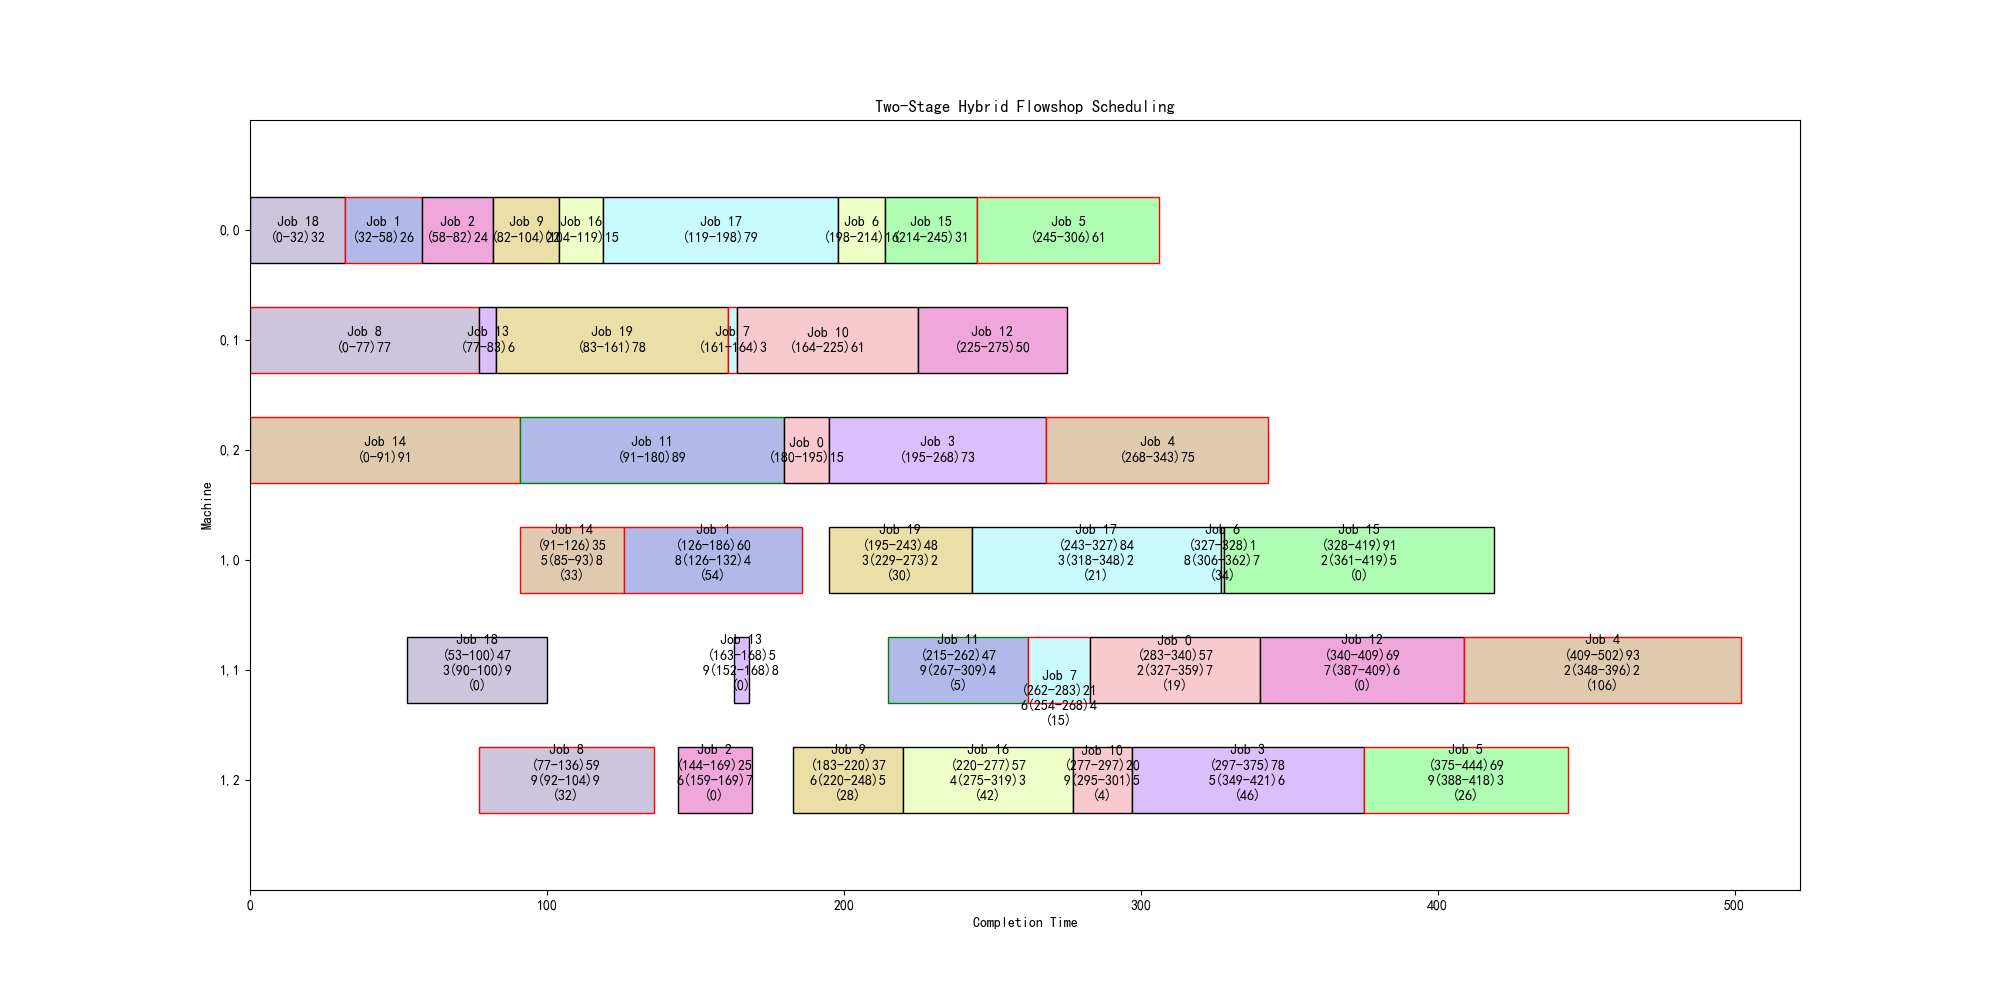 Two-Stage Hybrid Flowshop Scheduling
0,0
Job 18
(0-32)32
Job 1
(32-58)26
Job 2
(58-82)24
Job 9
(82-104)22
Job 16
(104-119)15
Job 17
(119-198)79
Job 6
(198-214)16
Job 15
(214-245)31
Job 5
(245-306)61
0,1
Job 8
(0-77)77
Job 13
(77-83)6
Job 19
(83-161)78
Job 7
(161-164)3
Job 10
(164-225)61
Job 12
(225-275)50
0,2
Job 14
(0-91)91
Job 11
(91-180)89
Job 0
(180-195)15
Job 3
(195-268)73
Job 4
(268-343)75
Machine
1,0
Job 14
(91-126)35
5(85-93)8
(33)
Job 1
(126-186)60
8(126-132)4
(54)
Job 19
(195-243)48
3(229-273)2
(30)
Job 17
(243-327)84
3(318-348)2
(21)
Job 6
(327-328)1
8(306-362)7
(34)
Job 15
(328-419)91
2(361-419)5
(0)
1,1
Job 18
(53-100)47
3(90-100)9
(0)
Job 13
(163-168)5
9(152-168)8
(0)
Job 11
(215-262)47
9(267-309)4
(5)
Job 7
(262-283)21
6(254-268)4
(15)
Job 0
(283-340)57
2(327-359)7
(19)
Job 12
(340-409)69
7(387-409)6
(0)
Job 4
(409-502)93
2(348-396)2
(106)
1,2
Job 8
(77-136)59
9(92-104)9
(32)
Job 2
(144-169)25
6(159-169)7
(0)
Job 9
(183-220)37
6(220-248)5
(28)
Job 16
(220-277)57
4(275-319)3
(42)
Job 10
(277-297)20
9(295-301)5
(4)
Job 3
(297-375)78
5(349-421)6
(46)
Job 5
(375-444)69
9(388-418)3
(26)
0
100
200
300
400
500
Completion Time